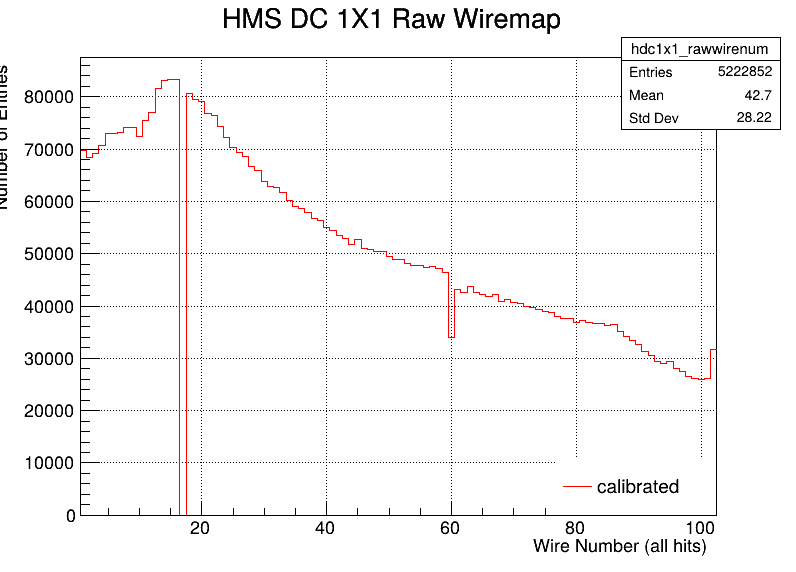 HMS DC 1X1 Raw Wiremap
hdc1x1_rawwirenum
Entries 5222852
Mean 42.7
Std Dev 28.22
Number of Entries
80000
70000
60000
50000
40000
30000
20000
10000
0
calibrated
20 40 60 80 100
Wire Number (all hits)